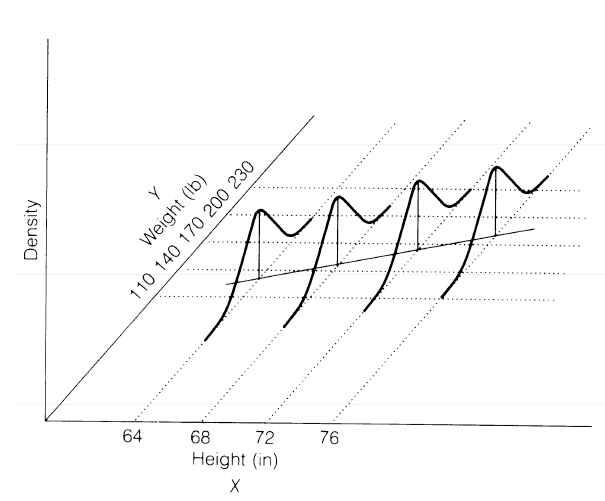 Density
Y
Weight (lb)
110 140 170 200 230
64 68 72 76
Height (in)
X